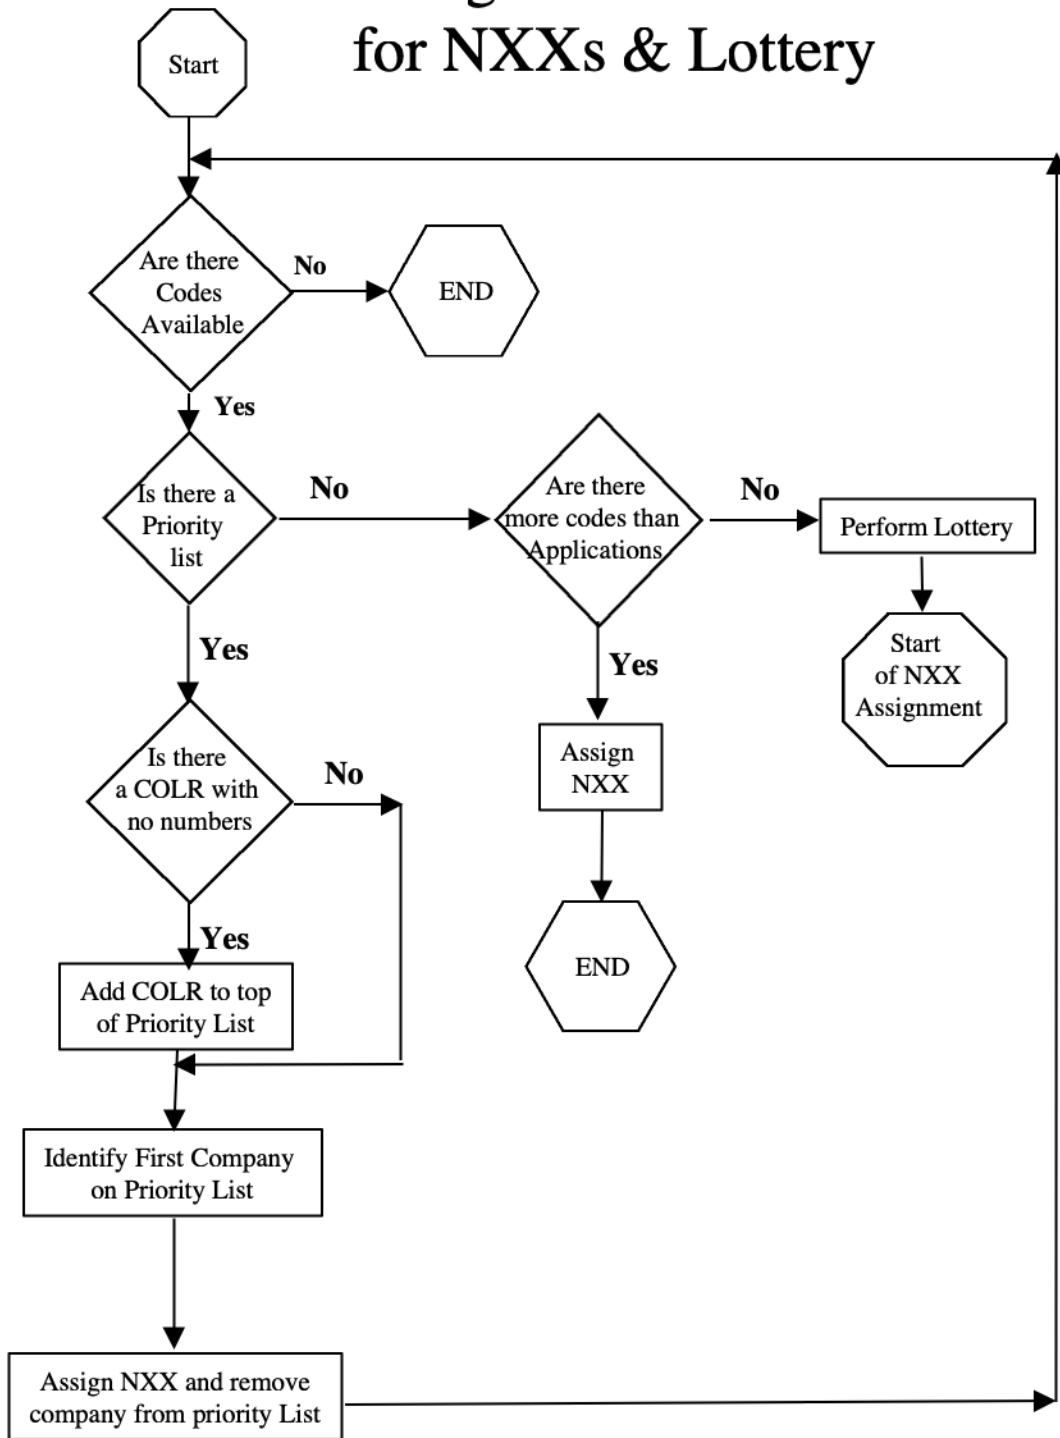 for NXXs & Lottery
Start
Are there
Codes
Available
No
END
Yes
Is there a
Priority
list
No
Are there
more codes than
Applications
No
Perform Lottery
Start
of NXX
Assignment
Yes
Assign
NXX
END
Yes
Is there
a COLR with
no numbers
No
Yes
Add COLR to top
of Priority List
Identify First Company
on Priority List
Assign NXX and remove
company from priority List